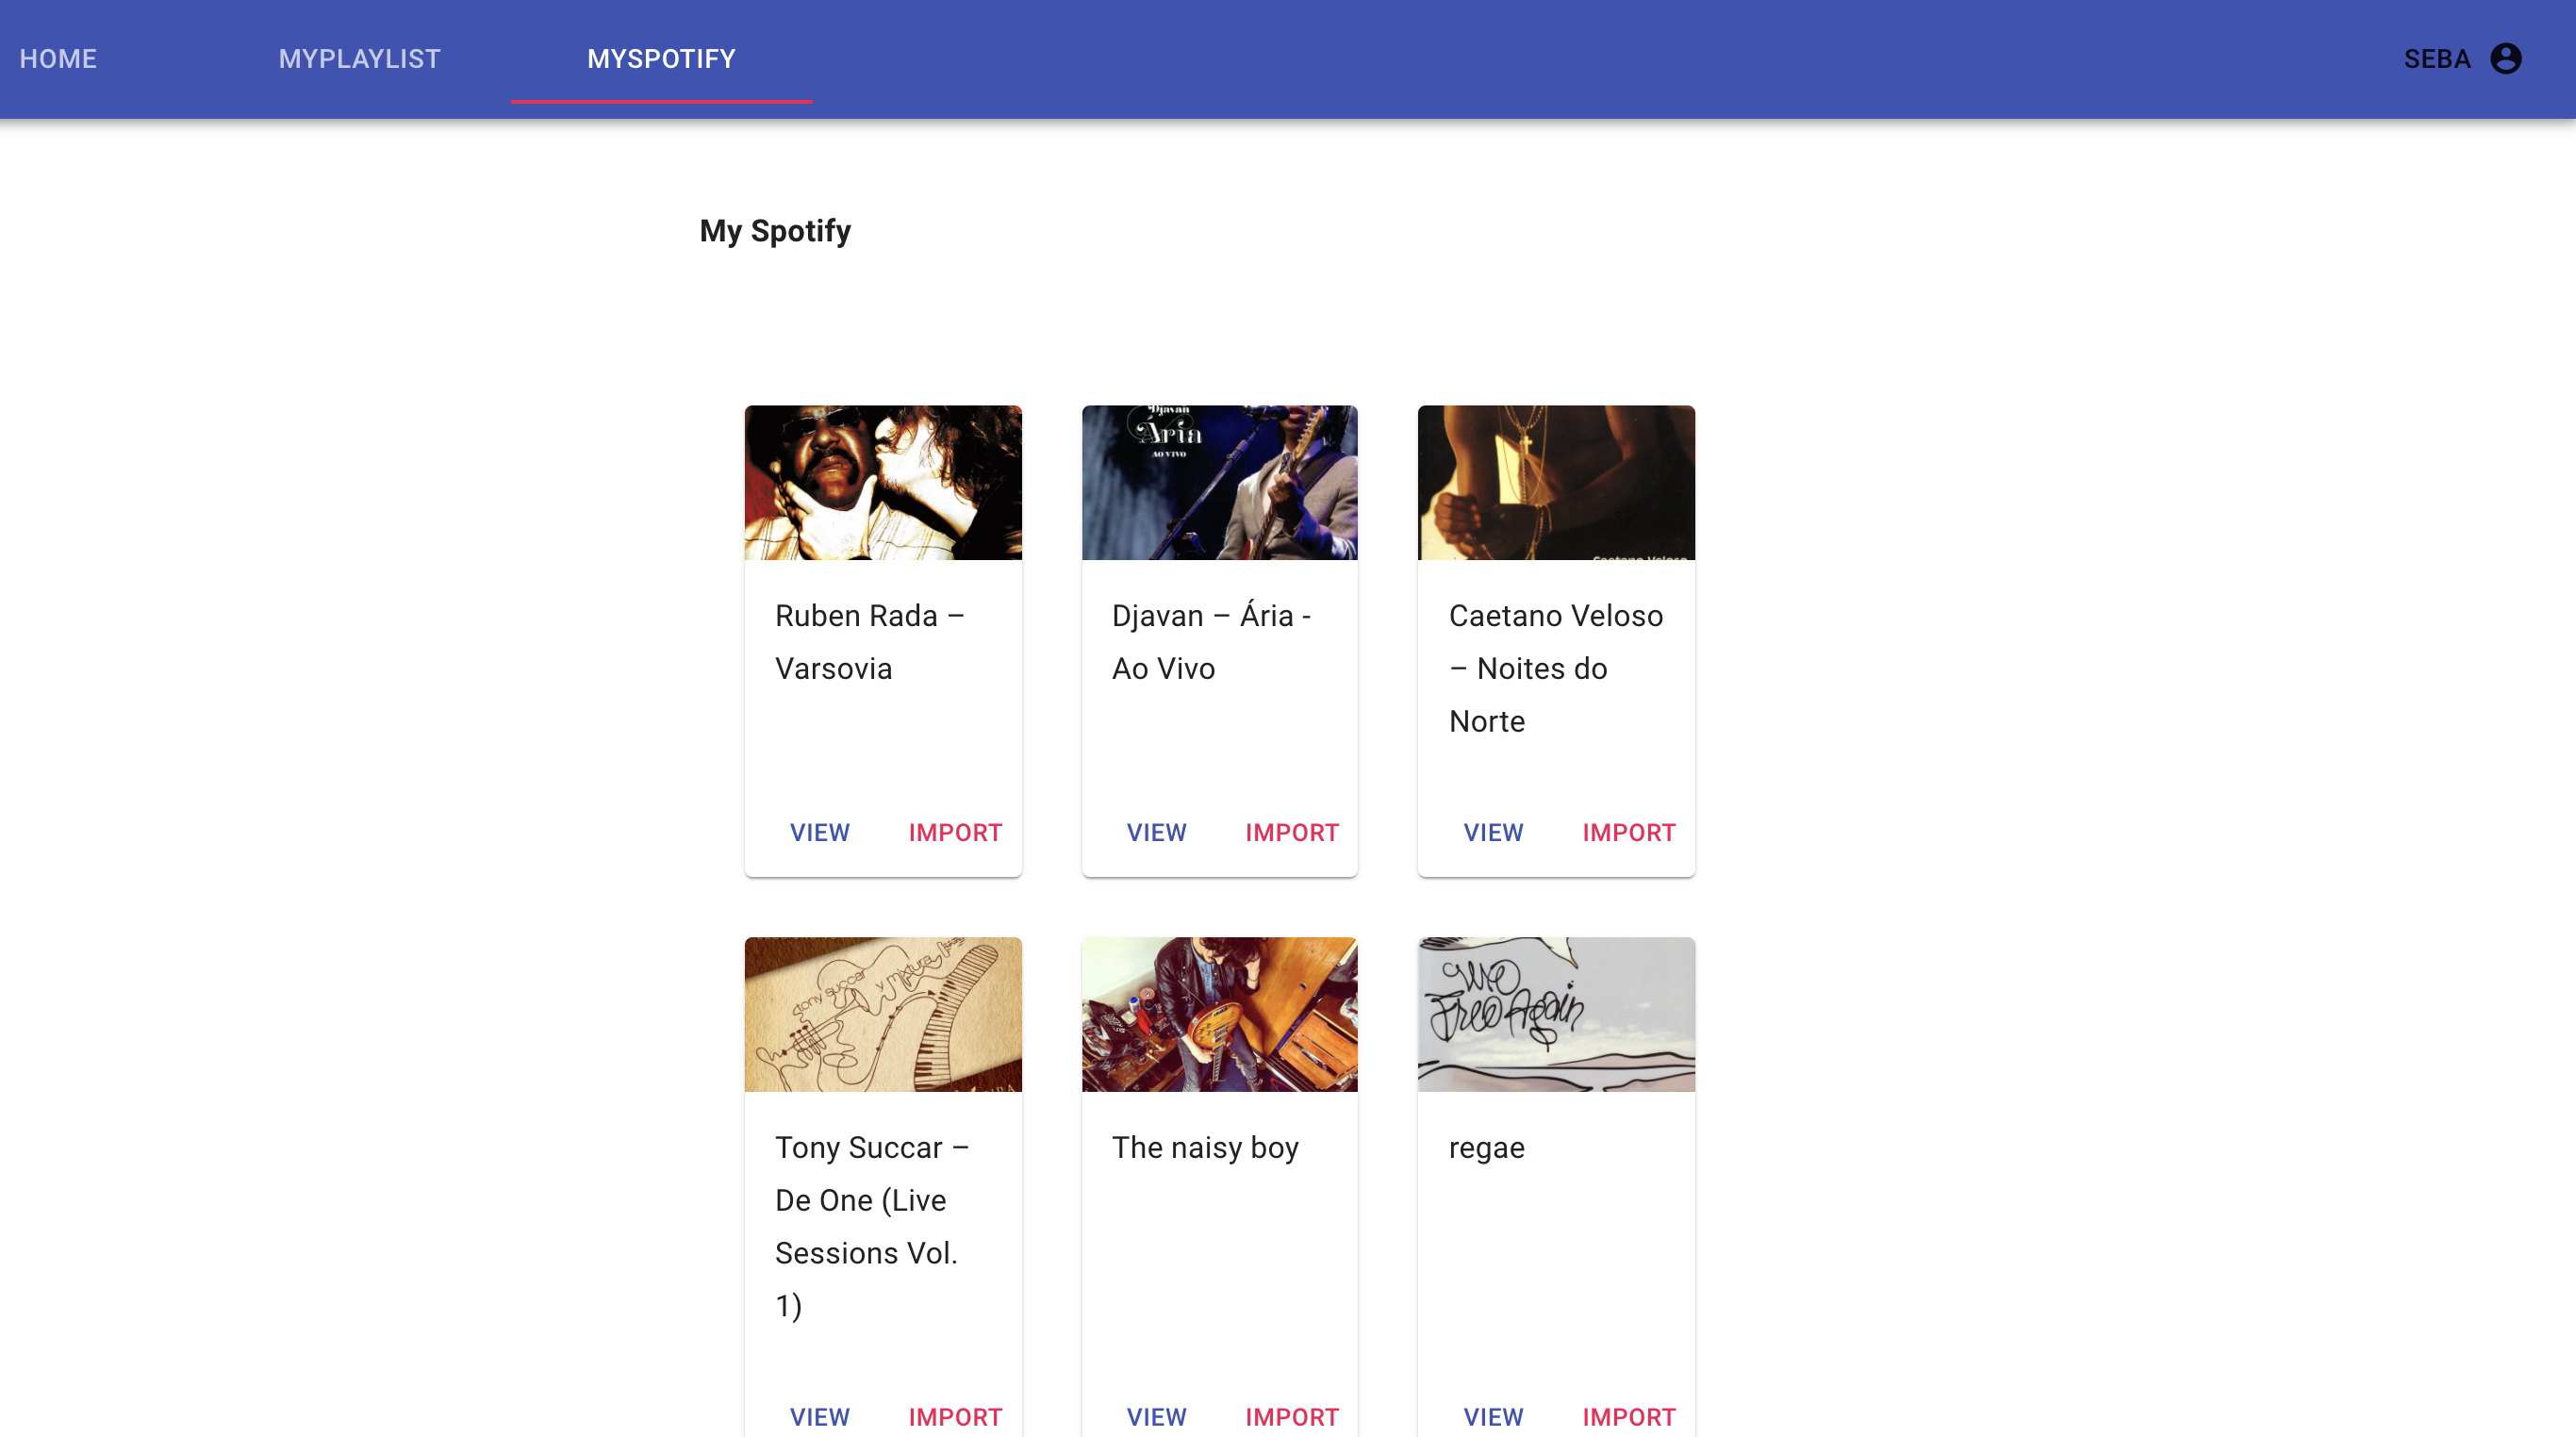 HOME MYPLAYLIST MYSPOTIFY SEBA
My Spotify
Djavan
Ária
AO VIVO
Caetano Veloso
Ruben Rada –
Varsovia
VIEW IMPORT
Djavan – Ária -
Ao Vivo
VIEW IMPORT
Caetano Veloso
– Noites do
Norte
VIEW IMPORT
tony succar y mixtura
Tony Succar –
De One (Live
Sessions Vol.
1)
VIEW IMPORT
The naisy boy
VIEW IMPORT
We
Free Again
regae
VIEW IMPORT